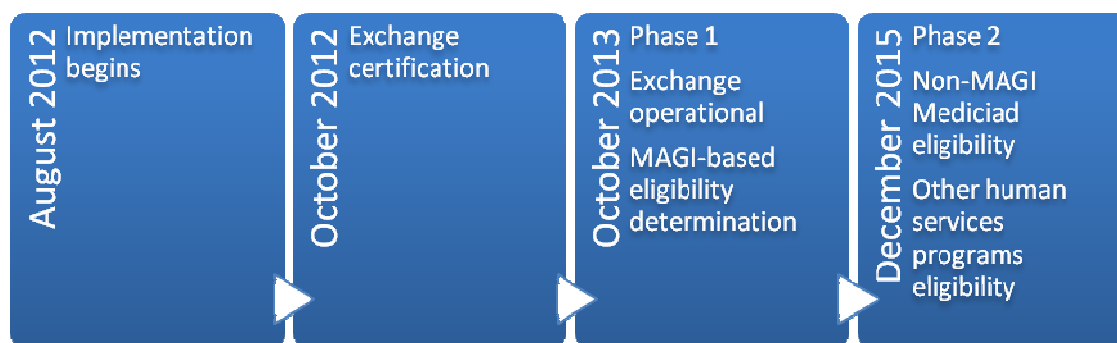 August 2012
Implementation
begins
October 2012
Exchange
certification
October 2013
Phase 1
Exchange
operational
MAGI-based
eligibility
determination
December 2015
Phase 2
Non-MAGI
Mediciad
eligibility
Other human
services
programs
eligibility